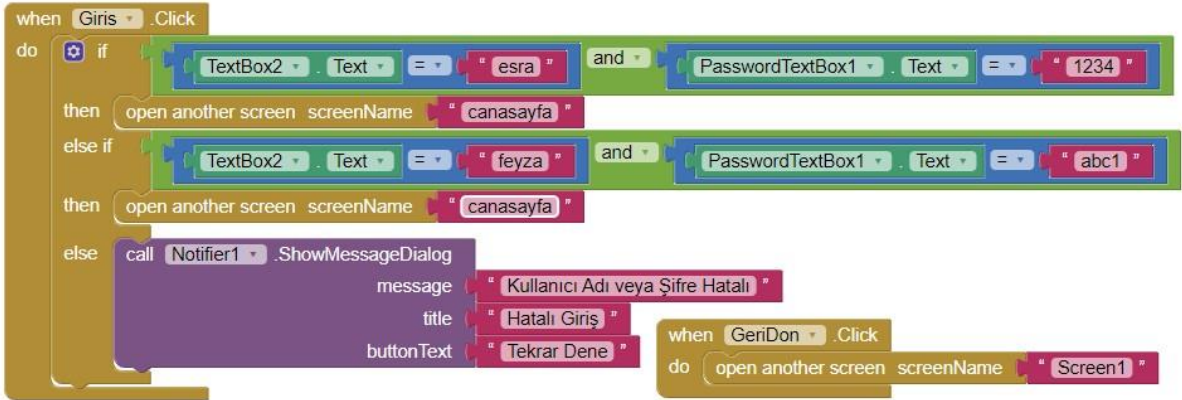 when Giris .Click
do if TextBox2 . Text = " esra " and PasswordTextBox1 . Text = " 1234 "
then open another screen screenName " canasayfa "
else if TextBox2 . Text = " feyza " and PasswordTextBox1 . Text = " abc1 "
then open another screen screenName " canasayfa "
else call Notifier1 .ShowMessageDialog
message " Kullanıcı Adı veya Şifre Hatalı "
title " Hatalı Giriş "
buttonText " Tekrar Dene "
when GeriDon .Click
do open another screen screenName " Screen1 "